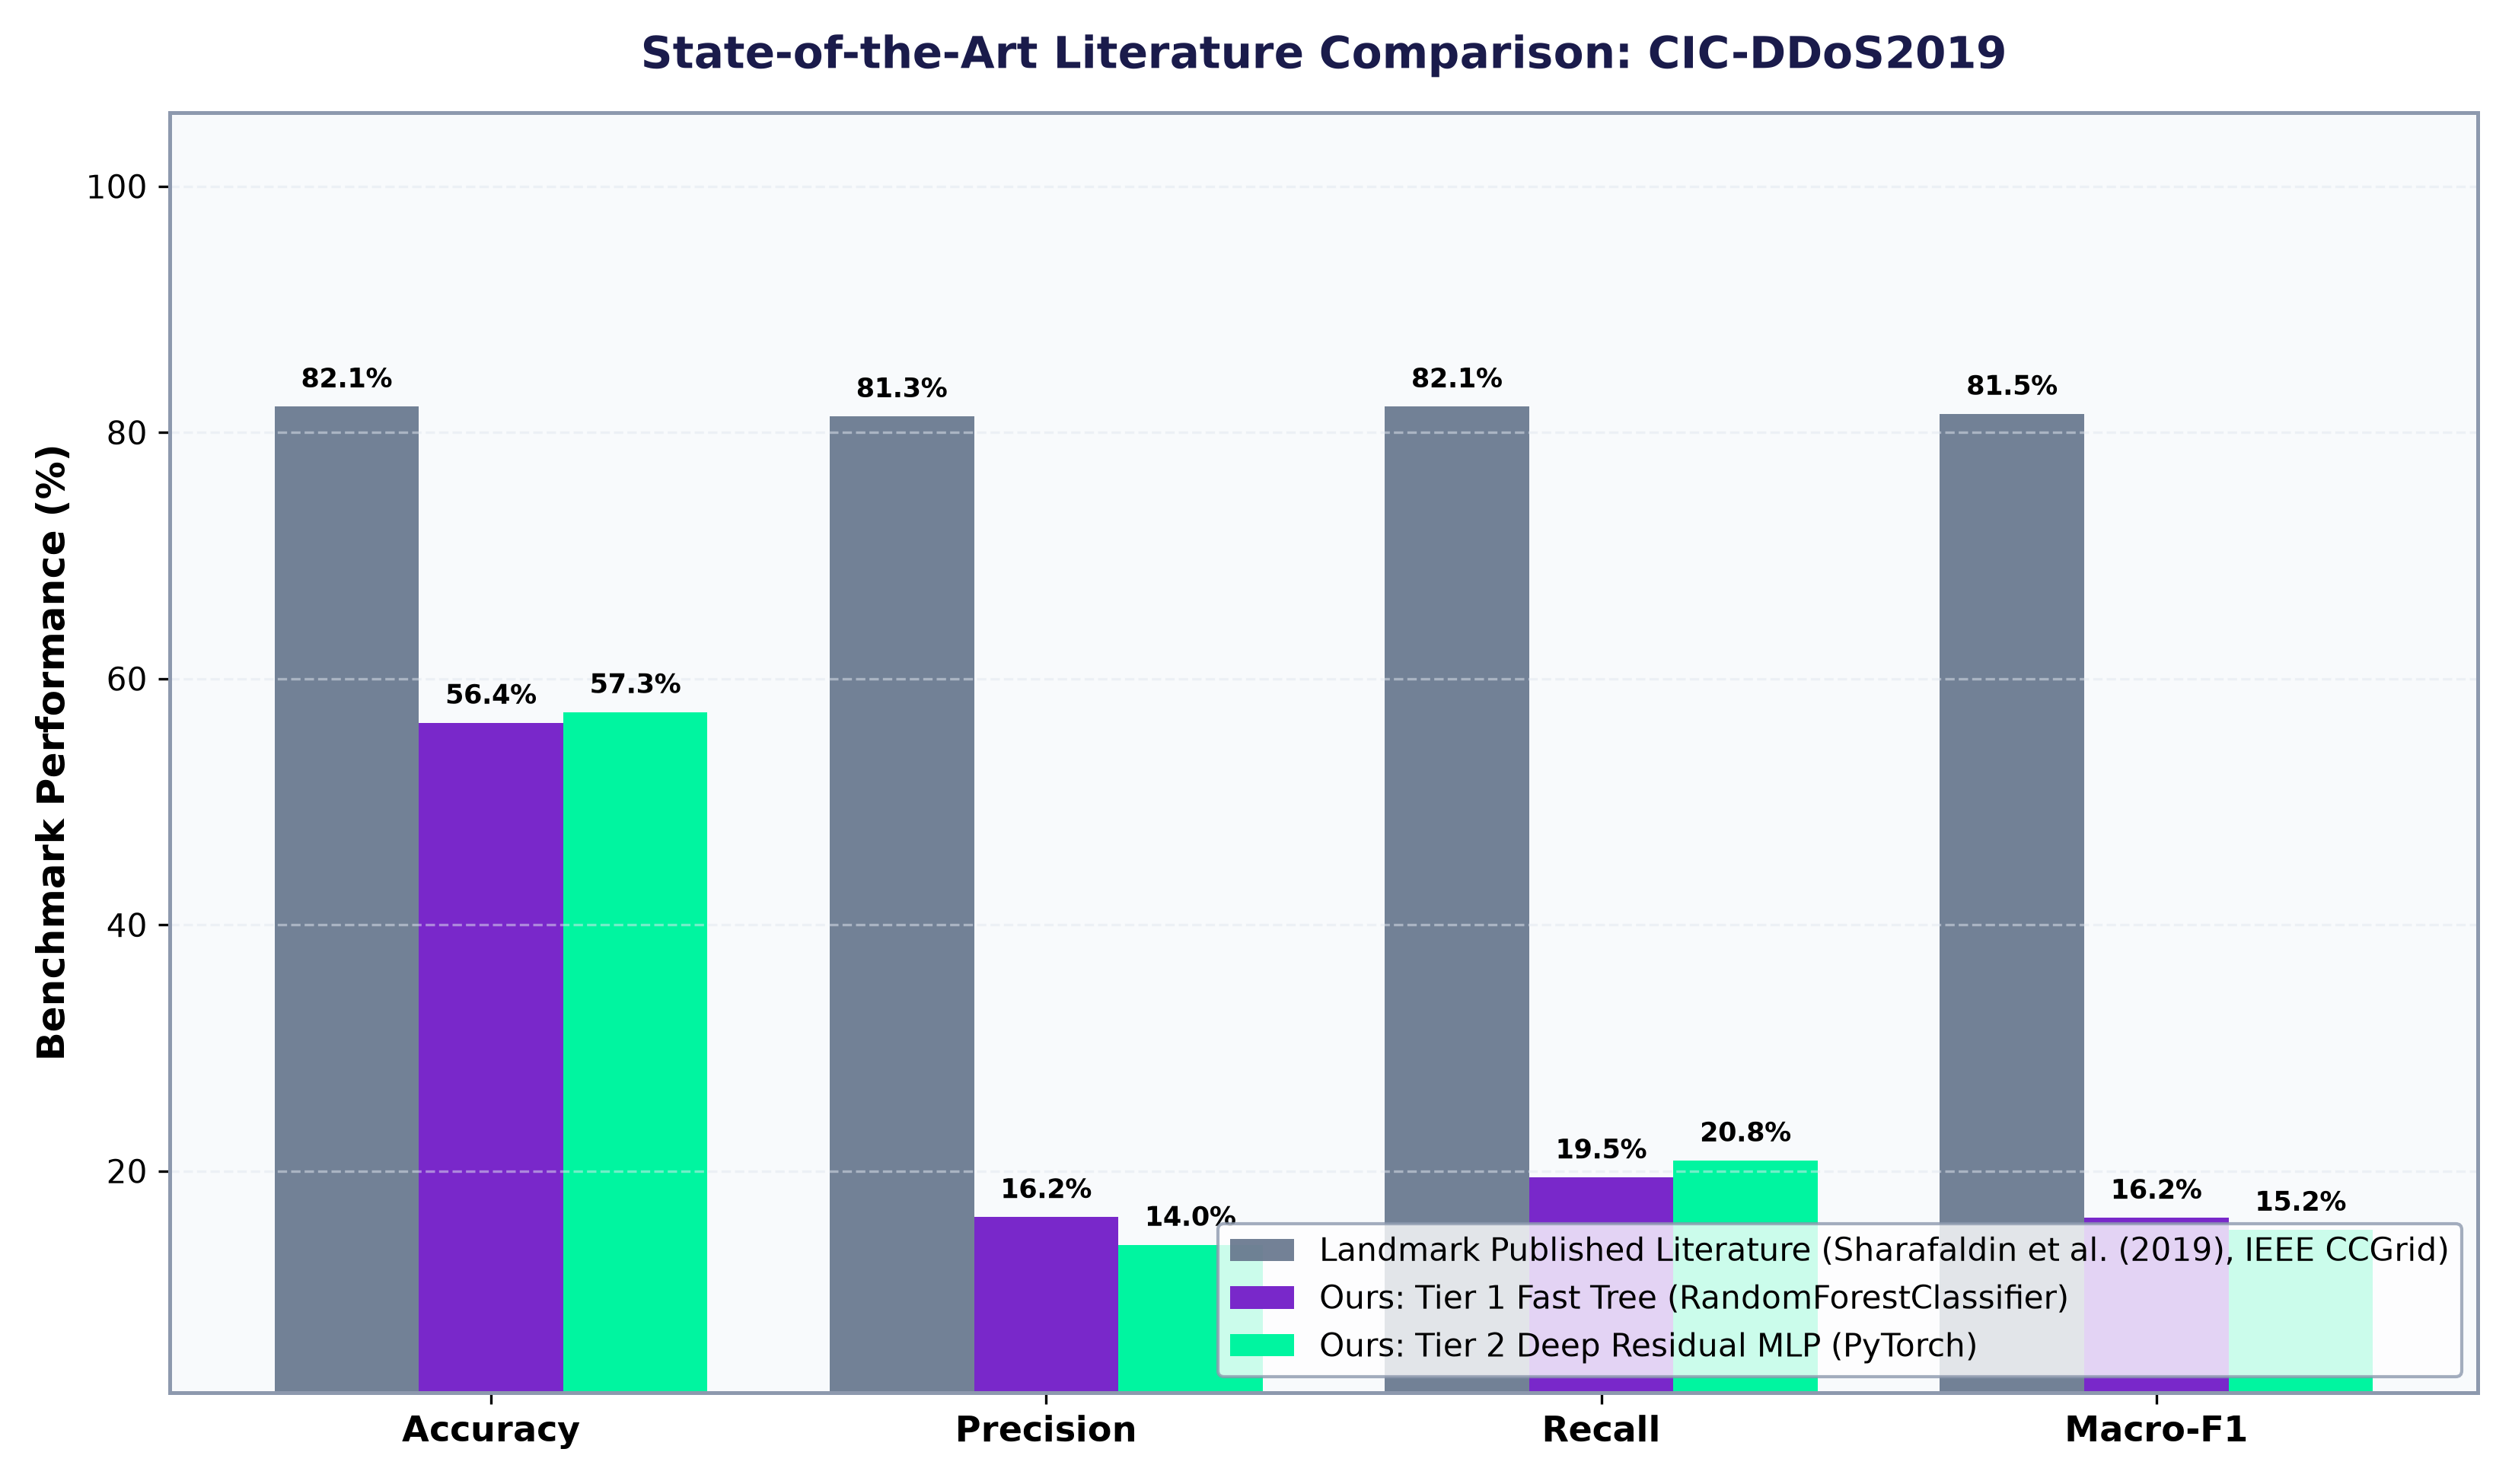 State-of-the-Art Literature Comparison: CIC-DDoS2019
Benchmark Performance (%)
100
80
60
40
20
82.1%
56.4%
57.3%
81.3%
16.2%
14.0%
82.1%
19.5%
20.8%
81.5%
16.2%
15.2%
Landmark Published Literature (Sharafaldin et al. (2019), IEEE CCGrid)
Ours: Tier 1 Fast Tree (RandomForestClassifier)
Ours: Tier 2 Deep Residual MLP (PyTorch)
Accuracy
Precision
Recall
Macro-F1